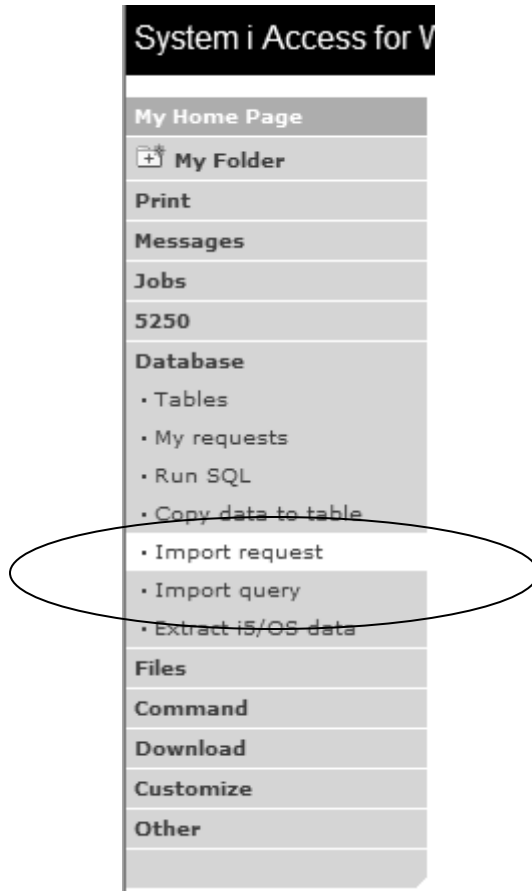 System i Access for W
My Home Page
My Folder
Print
Messages
Jobs
5250
Database
· Tables
· My requests
· Run SQL
· Copy data to table
· Import request
· Import query
· Extract i5/OS data
Files
Command
Download
Customize
Other